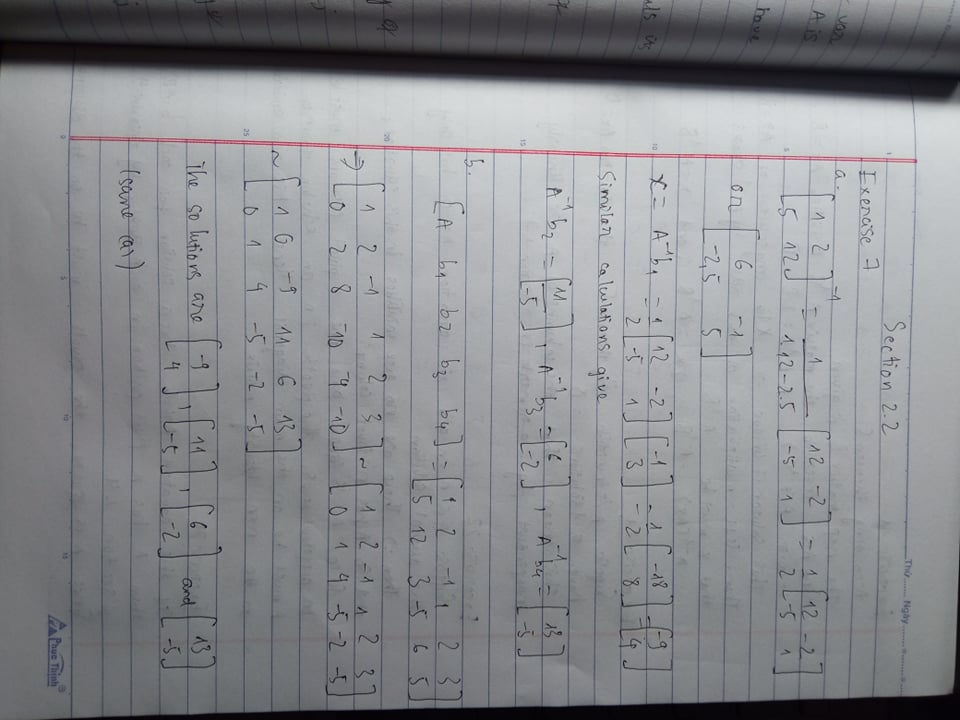 Thứ....... Ngày.......
Section 2.2
Exercise 7
a. [1 2; 5 12]^-1 = 1/(1.12-2.5) [12 -2; -5 1] = 1/2 [12 -2; -5 1]
or [6 -1; -2,5 5]
x = A^-1 b1 = 1/2 [12 -2; -5 1] [-1; 3] = 1/2 [-18; 8] = [-9; 4]
Similar calculations give
A^-1 b2 = [11; -5], A^-1 b3 = [6; -2], A^-1 b4 = [13; -5]
b.
[A b1 b2 b3 b4] = [1 2 -1 1 2 3; 5 12 3 -5 6 5]
=> [1 2 -1 1 2 3; 0 2 8 -10 -4 -10] ~ [1 2 -1 1 2 3; 0 1 4 -5 -2 -5]
~ [1 0 -9 11 6 13; 0 1 4 -5 -2 -5]
The solutions are [-9; 4], [11; -5], [6; -2] and [13; -5]
(same (a))
Phuc Thinh®